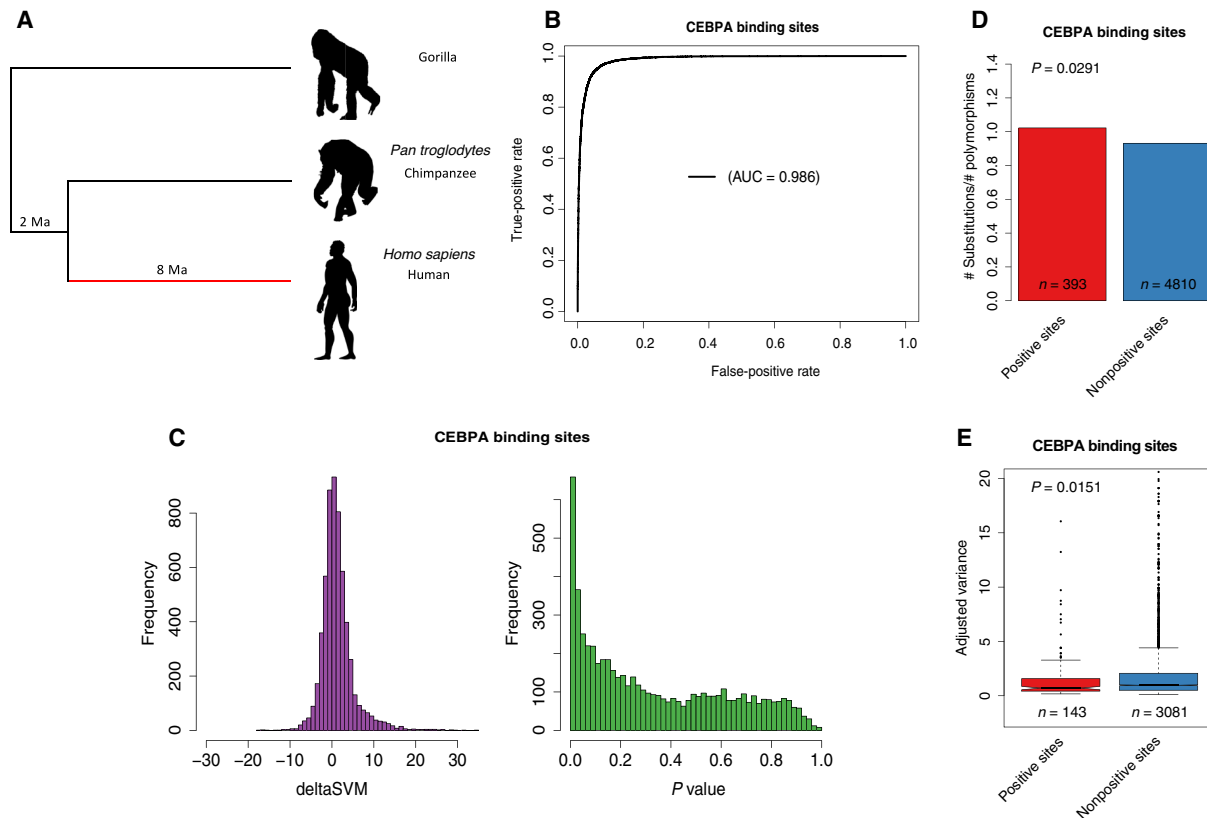 A
Gorilla
Pan troglodytes
Chimpanzee
2 Ma
Homo sapiens
8 Ma
Human
B
CEBPA binding sites
True-positive rate
1.0
0.8
0.6
0.4
0.2
0.0
(AUC = 0.986)
0.0 0.2 0.4 0.6 0.8 1.0
False-positive rate
D
CEBPA binding sites
P = 0.0291
# Substitutions/# polymorphisms
1.4
1.2
1.0
0.8
0.6
0.4
0.2
0.0
n = 393 n = 4810
Positive sites
Nonpositive sites
C
CEBPA binding sites
Frequency
800
600
400
200
0
−30 −20 −10 0 10 20 30
deltaSVM
Frequency
500
300
100
0
0.0 0.2 0.4 0.6 0.8 1.0
P value
E
CEBPA binding sites
P = 0.0151
Adjusted variance
20
15
10
5
0
n = 143 n = 3081
Positive sites
Nonpositive sites